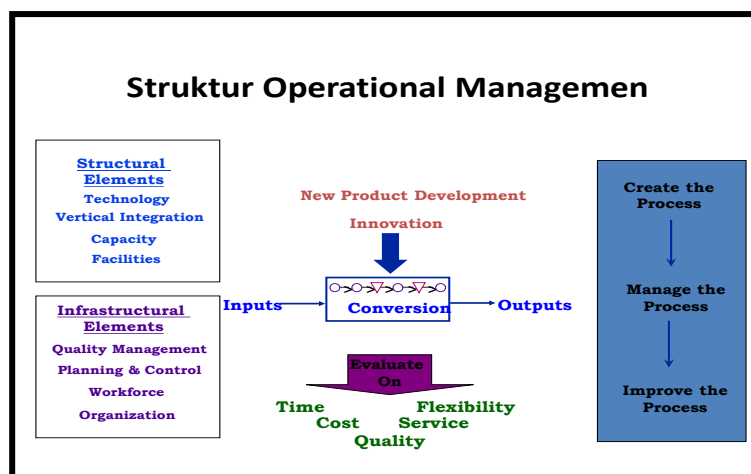 Struktur Operational Managemen
Structural
Elements
Technology
Vertical Integration
Capacity
Facilities
Infrastructural
Elements
Quality Management
Planning & Control
Workforce
Organization
New Product Development
Innovation
Inputs
Conversion
Outputs
Evaluate
On
Time Flexibility
Cost Service
Quality
Create the
Process
Manage the
Process
Improve the
Process